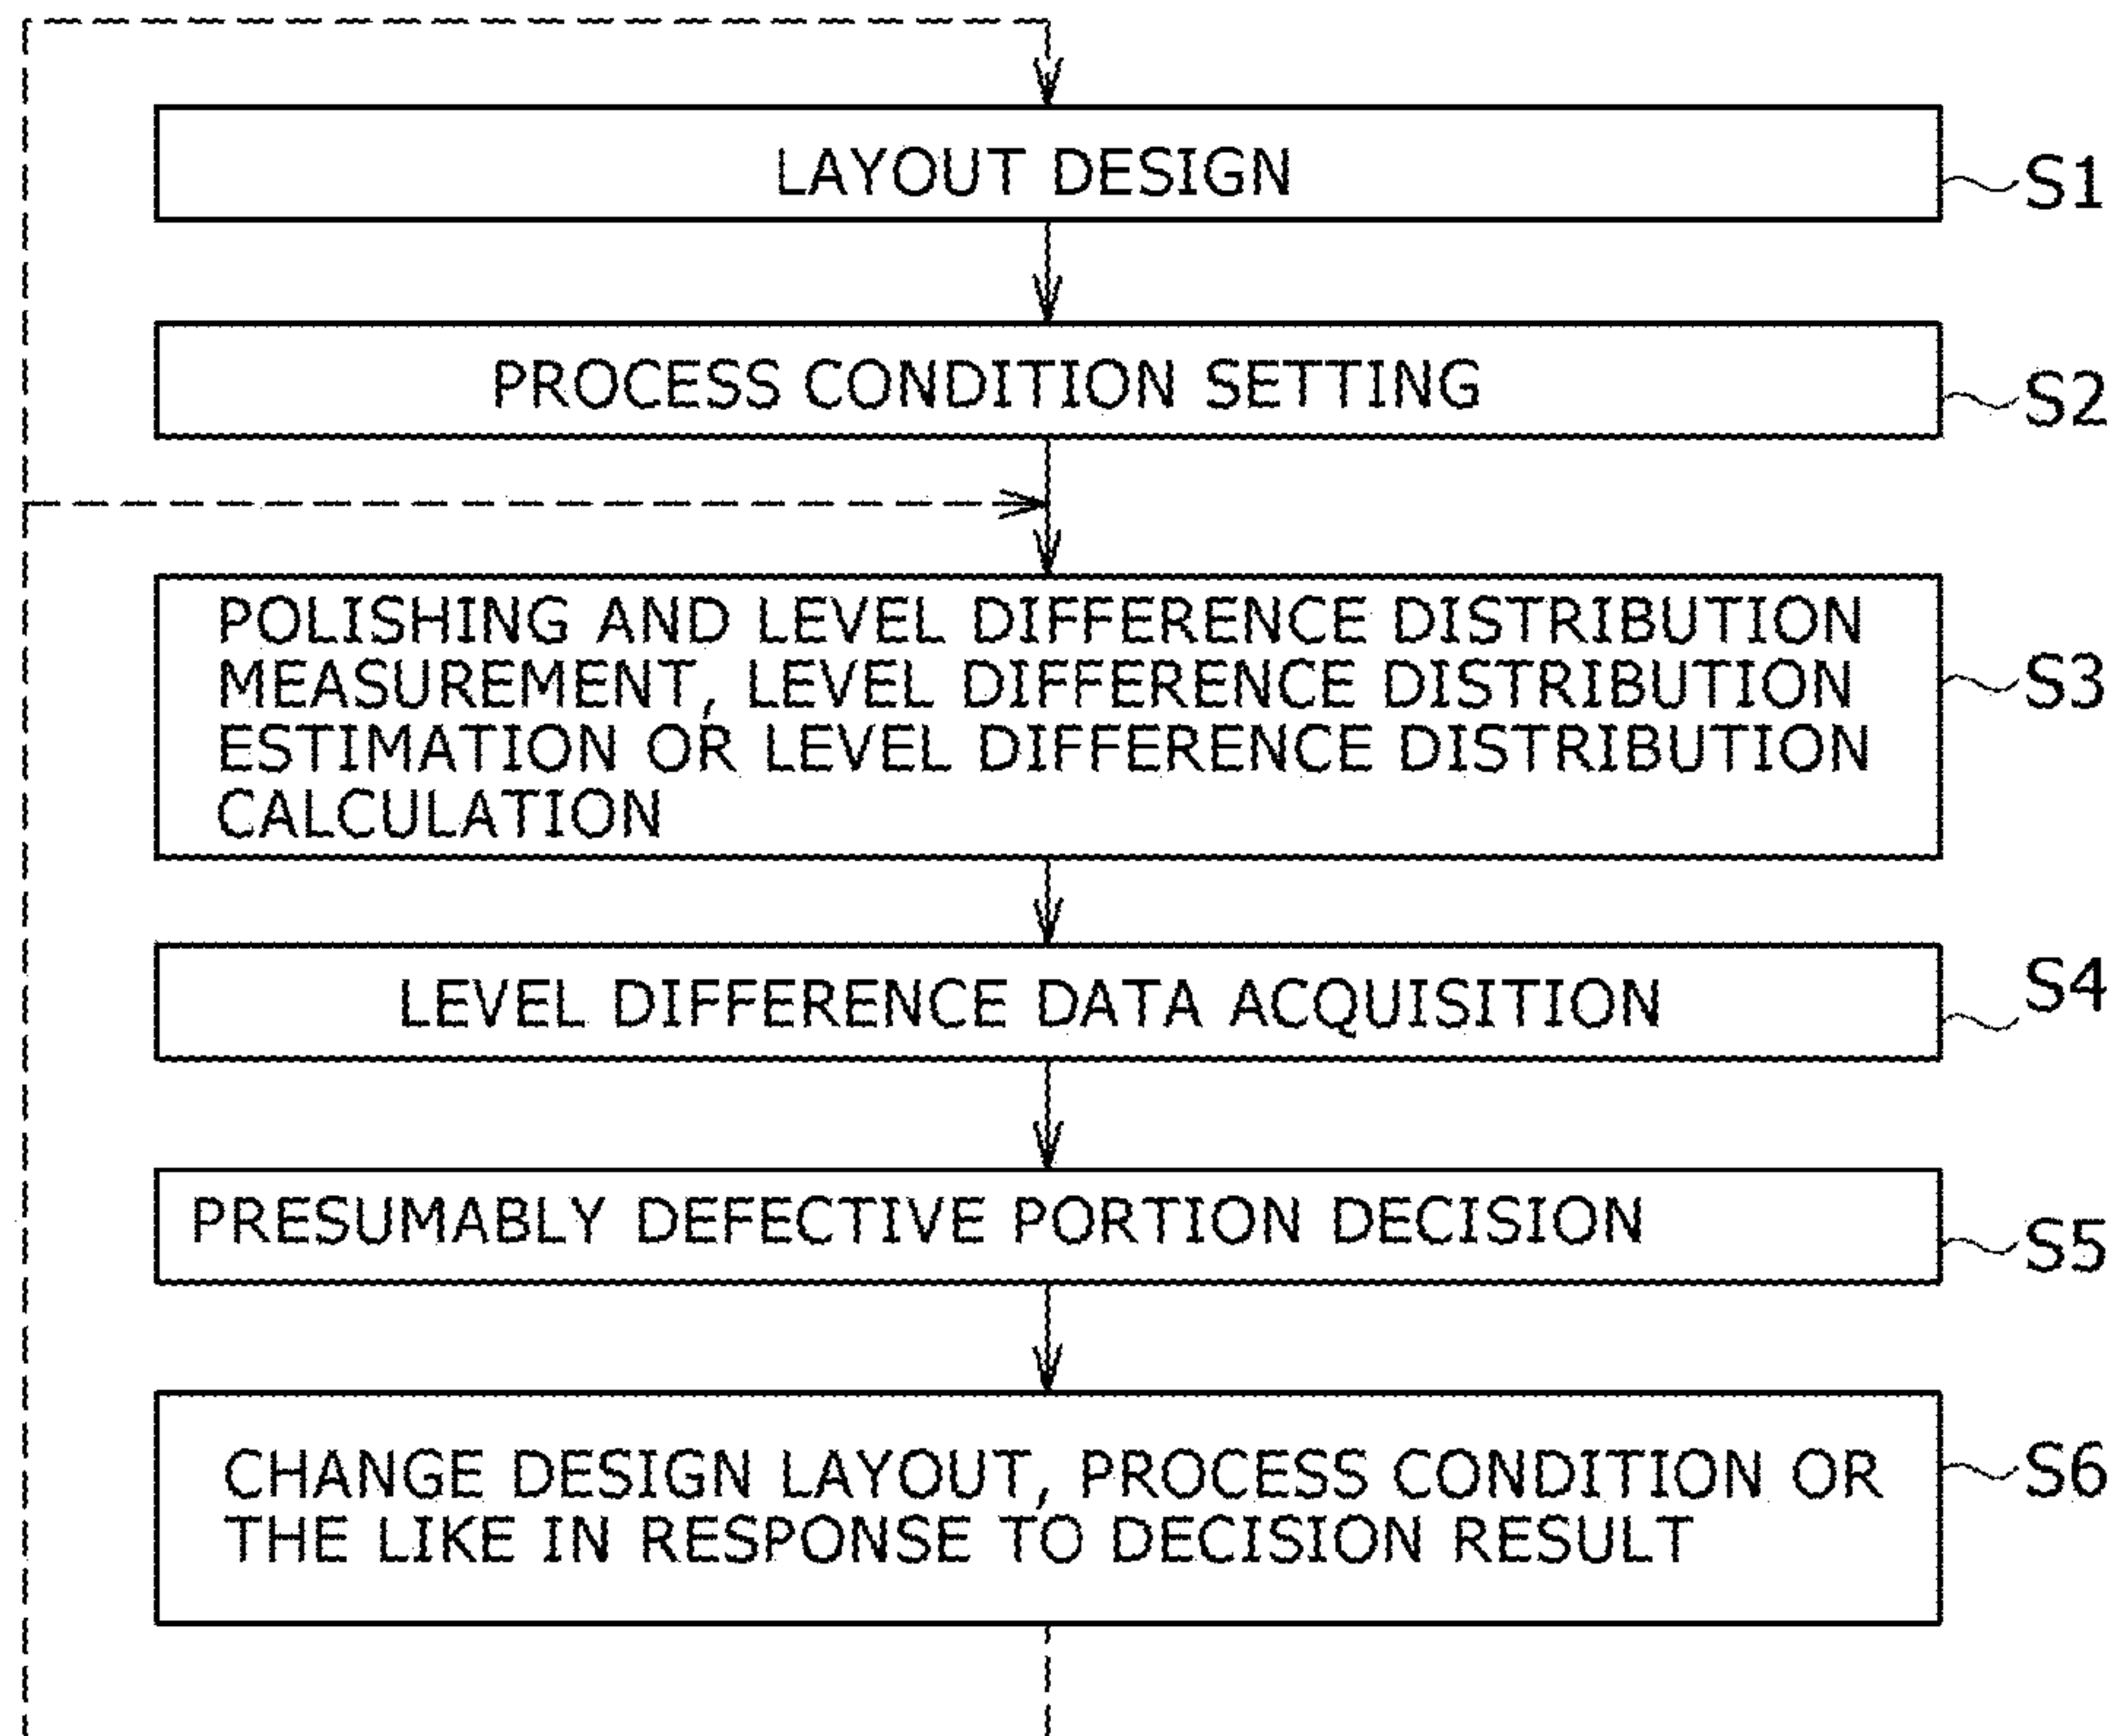 LAYOUT DESIGN
S1
PROCESS CONDITION SETTING
S2
POLISHING AND LEVEL DIFFERENCE DISTRIBUTION
MEASUREMENT, LEVEL DIFFERENCE DISTRIBUTION
ESTIMATION OR LEVEL DIFFERENCE DISTRIBUTION
CALCULATION
S3
LEVEL DIFFERENCE DATA ACQUISITION
S4
PRESUMABLY DEFECTIVE PORTION DECISION
S5
CHANGE DESIGN LAYOUT, PROCESS CONDITION OR
THE LIKE IN RESPONSE TO DECISION RESULT
S6